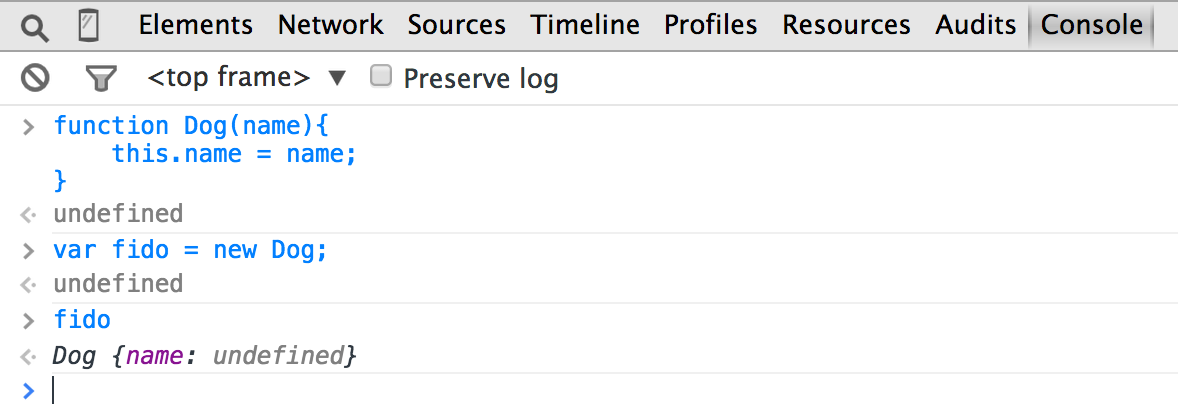 Elements Network Sources Timeline Profiles Resources Audits Console
<top frame> ▼ Preserve log
> function Dog(name){
    this.name = name;
}
<· undefined
> var fido = new Dog;
<· undefined
> fido
<· Dog {name: undefined}
>